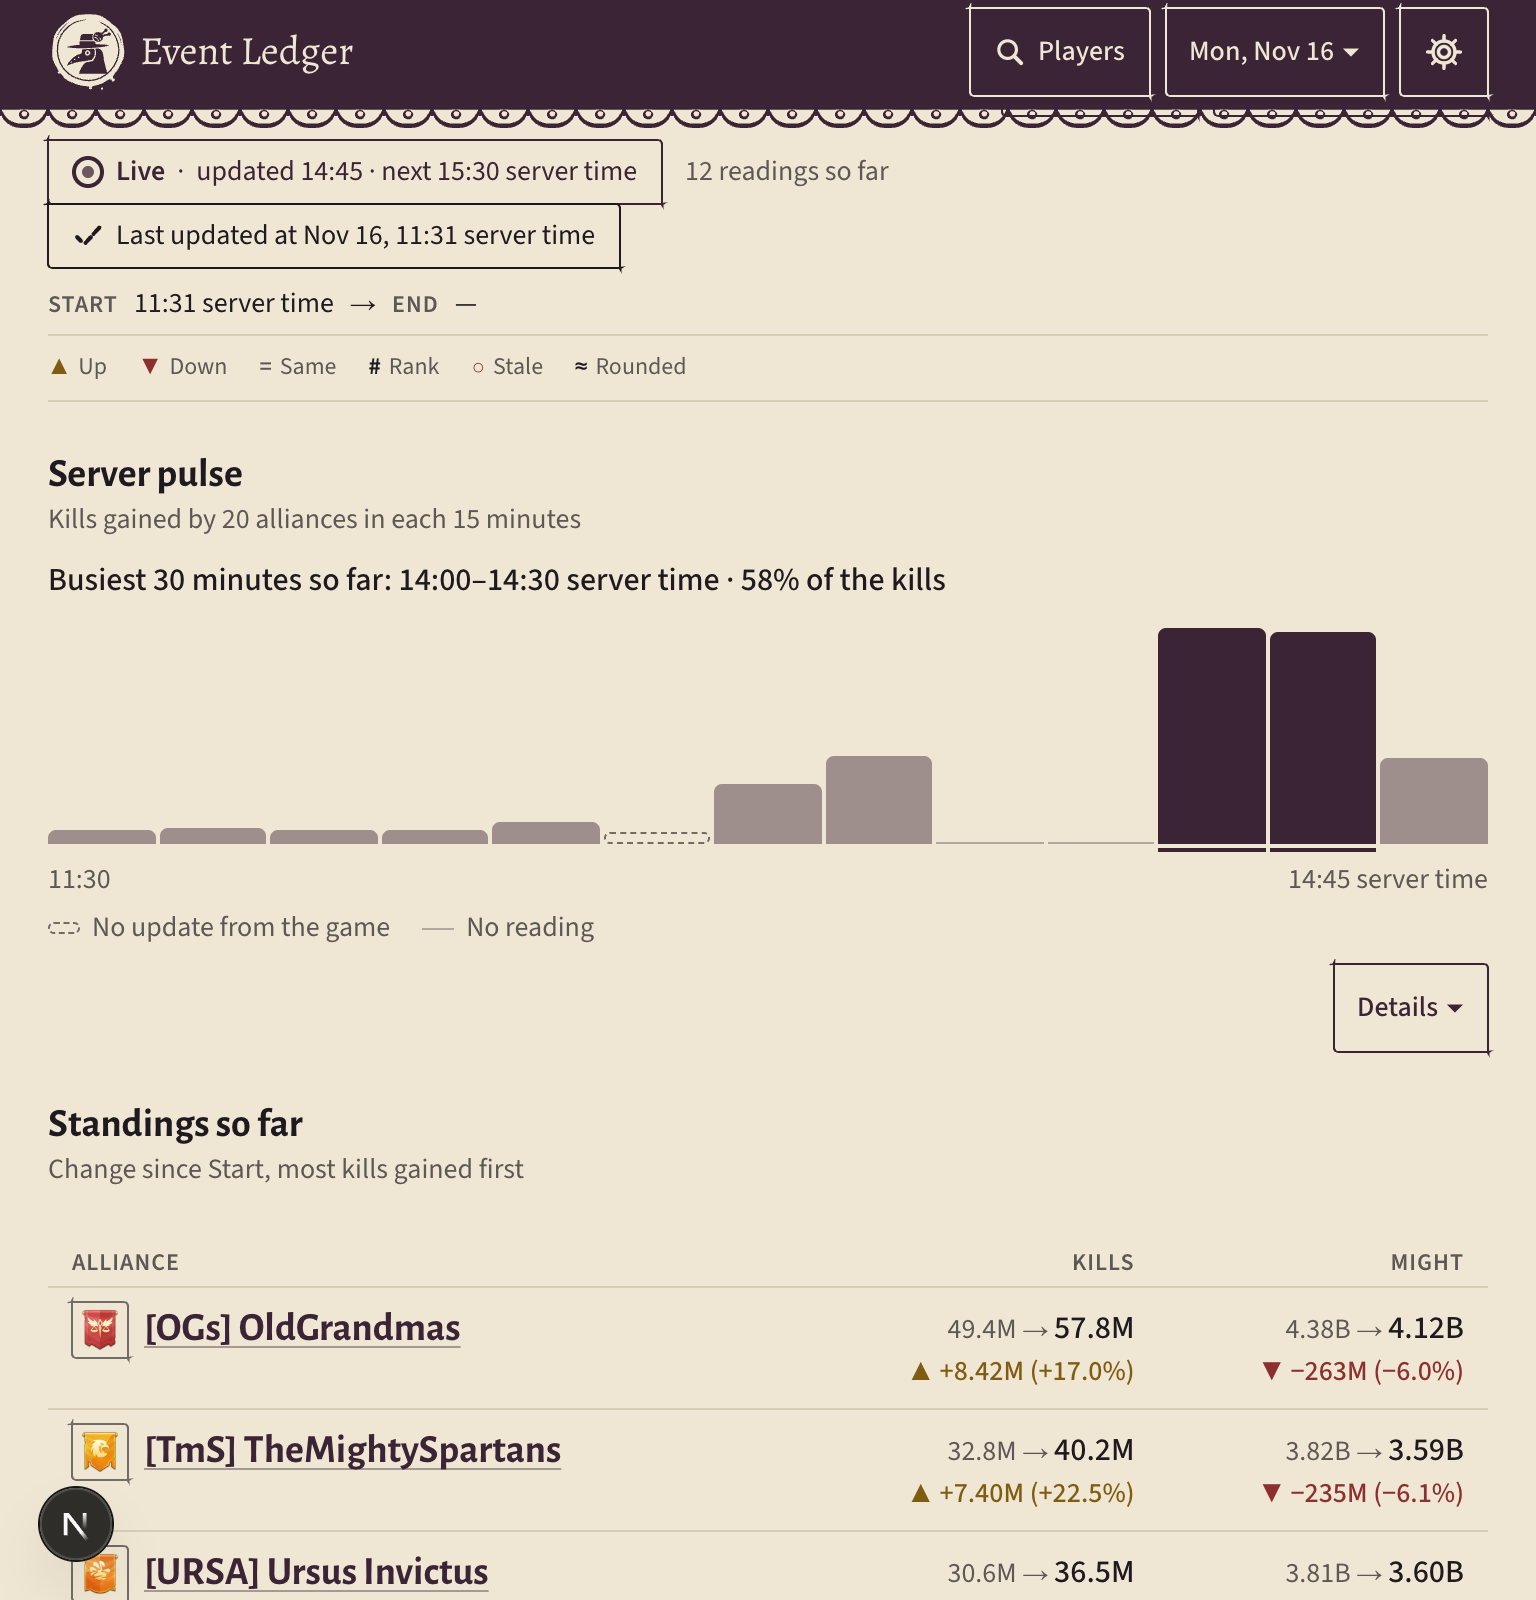 Event Ledger
Players
Mon, Nov 16
Live · updated 14:45 · next 15:30 server time
12 readings so far
Last updated at Nov 16, 11:31 server time
START 11:31 server time → END —
▲ Up ▼ Down = Same # Rank ○ Stale ≈ Rounded
Server pulse
Kills gained by 20 alliances in each 15 minutes
Busiest 30 minutes so far: 14:00–14:30 server time · 58% of the kills
11:30
14:45 server time
No update from the game
No reading
Details
Standings so far
Change since Start, most kills gained first
ALLIANCE KILLS MIGHT
[OGs] OldGrandmas 49.4M → 57.8M 4.38B → 4.12B
▲ +8.42M (+17.0%) ▼ −263M (−6.0%)
[TmS] TheMightySpartans 32.8M → 40.2M 3.82B → 3.59B
▲ +7.40M (+22.5%) ▼ −235M (−6.1%)
N
[URSA] Ursus Invictus 30.6M → 36.5M 3.81B → 3.60B